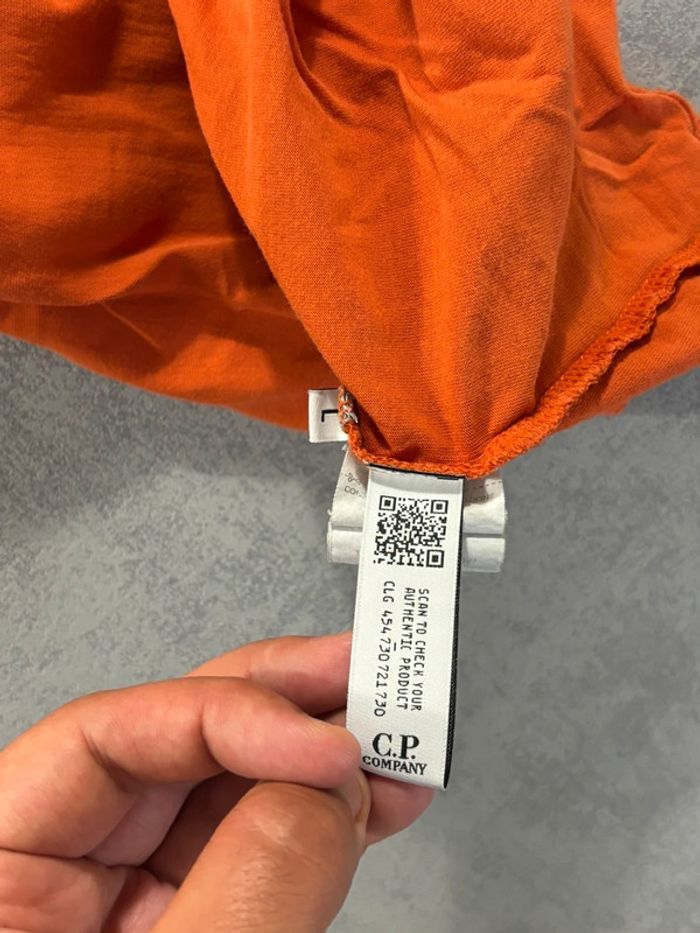 L
SCAN TO CHECK YOUR
AUTHENTIC PRODUCT
CLG 454730721730
C.P.
COMPANY